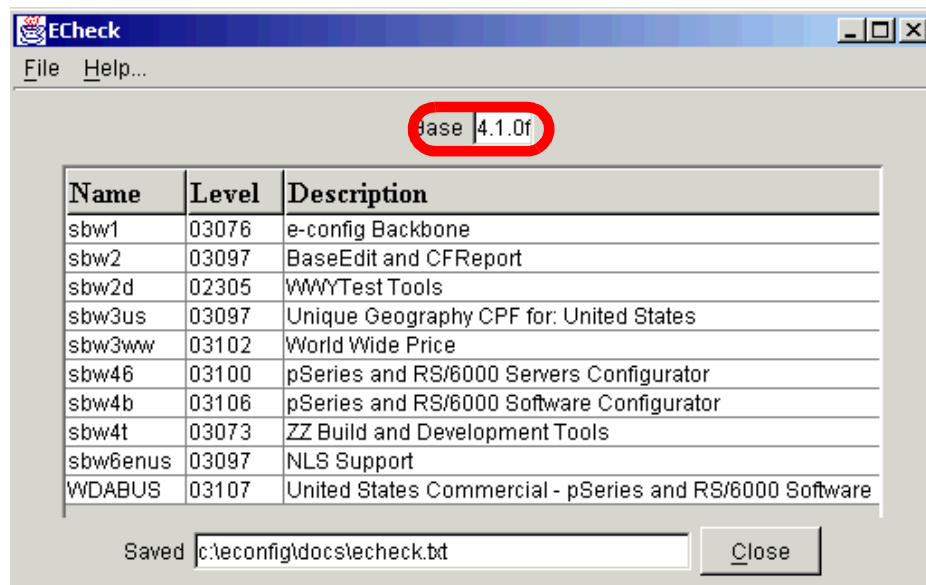 ECheck
File Help...
Base 4.1.0f
Name Level Description
sbw1 03076 e-config Backbone
sbw2 03097 BaseEdit and CFReport
sbw2d 02305 WWYTest Tools
sbw3us 03097 Unique Geography CPF for: United States
sbw3ww 03102 World Wide Price
sbw46 03100 pSeries and RS/6000 Servers Configurator
sbw4b 03106 pSeries and RS/6000 Software Configurator
sbw4t 03073 ZZ Build and Development Tools
sbw6enus 03097 NLS Support
WDABUS 03107 United States Commercial - pSeries and RS/6000 Software
Saved c:\econfig\docs\echeck.txt Close